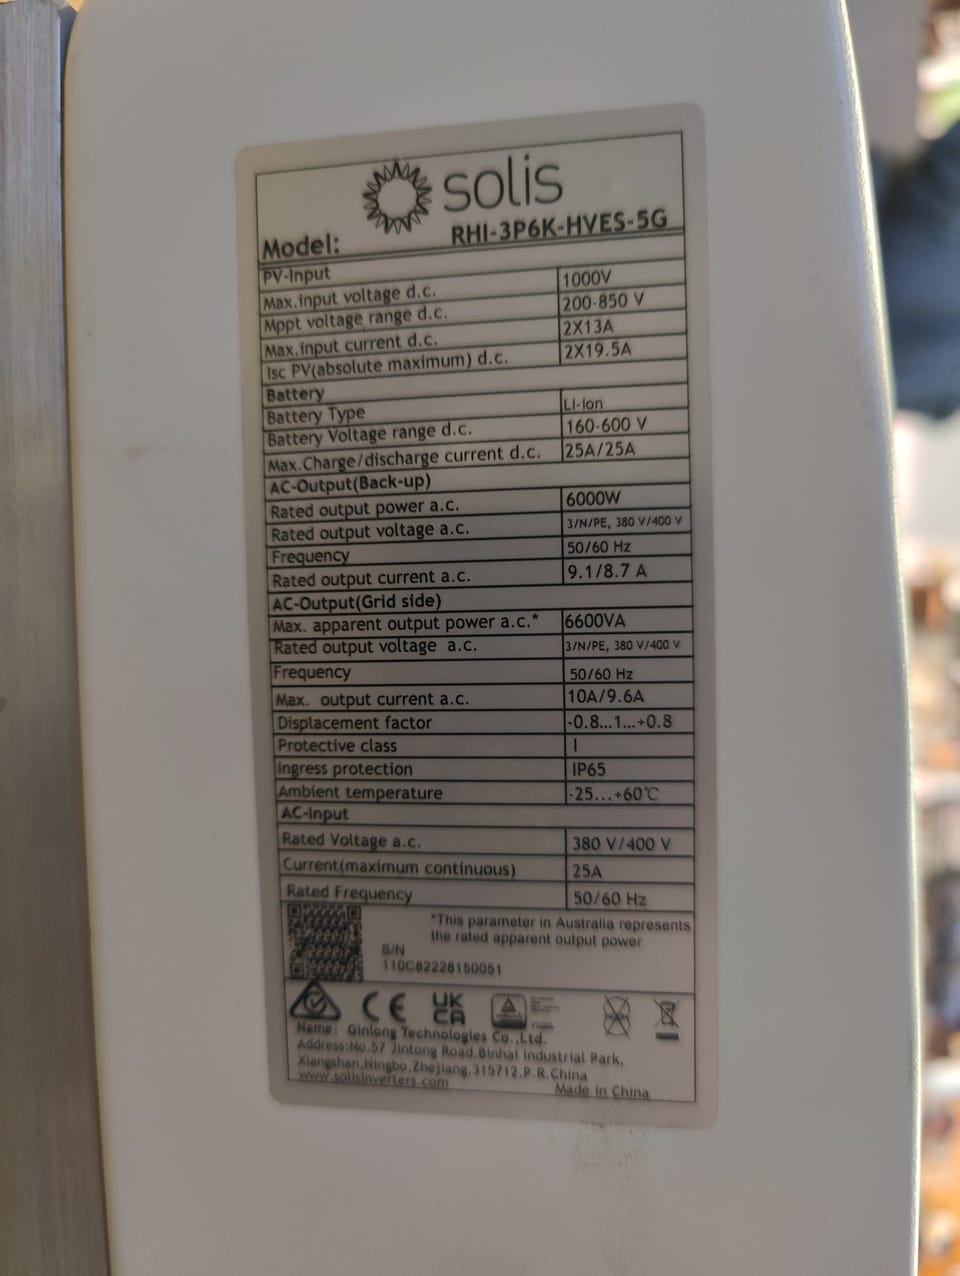 solis
Model: RHI-3P6K-HVES-5G
PV-Input
Max.input voltage d.c. 1000V
Mppt voltage range d.c. 200-850 V
Max.input current d.c. 2X13A
Isc PV(absolute maximum) d.c. 2X19.5A
Battery
Battery Type Li-Ion
Battery Voltage range d.c. 160-600 V
Max.Charge/discharge current d.c. 25A/25A
AC-Output(Back-up)
Rated output power a.c. 6000W
Rated output voltage a.c. 3/N/PE, 380 V/400 V
Frequency 50/60 Hz
Rated output current a.c. 9.1/8.7 A
AC-Output(Grid side)
Max. apparent output power a.c.* 6600VA
Rated output voltage a.c. 3/N/PE, 380 V/400 V
Frequency 50/60 Hz
Max. output current a.c. 10A/9.6A
Displacement factor -0.8...1...+0.8
Protective class I
Ingress protection IP65
Ambient temperature -25...+60℃
AC-Input
Rated Voltage a.c. 380 V/400 V
Current(maximum continuous) 25A
Rated Frequency 50/60 Hz
*This parameter in Australia represents
the rated apparent output power
S/N
110C62228150051
CE UK CA
Name: Ginlong Technologies Co.,Ltd.
Address:No.57 Jintong Road,Binhai Industrial Park,
Xiangshan,Ningbo,Zhejiang,315712,P.R.China
www.solisinverters.com Made in China